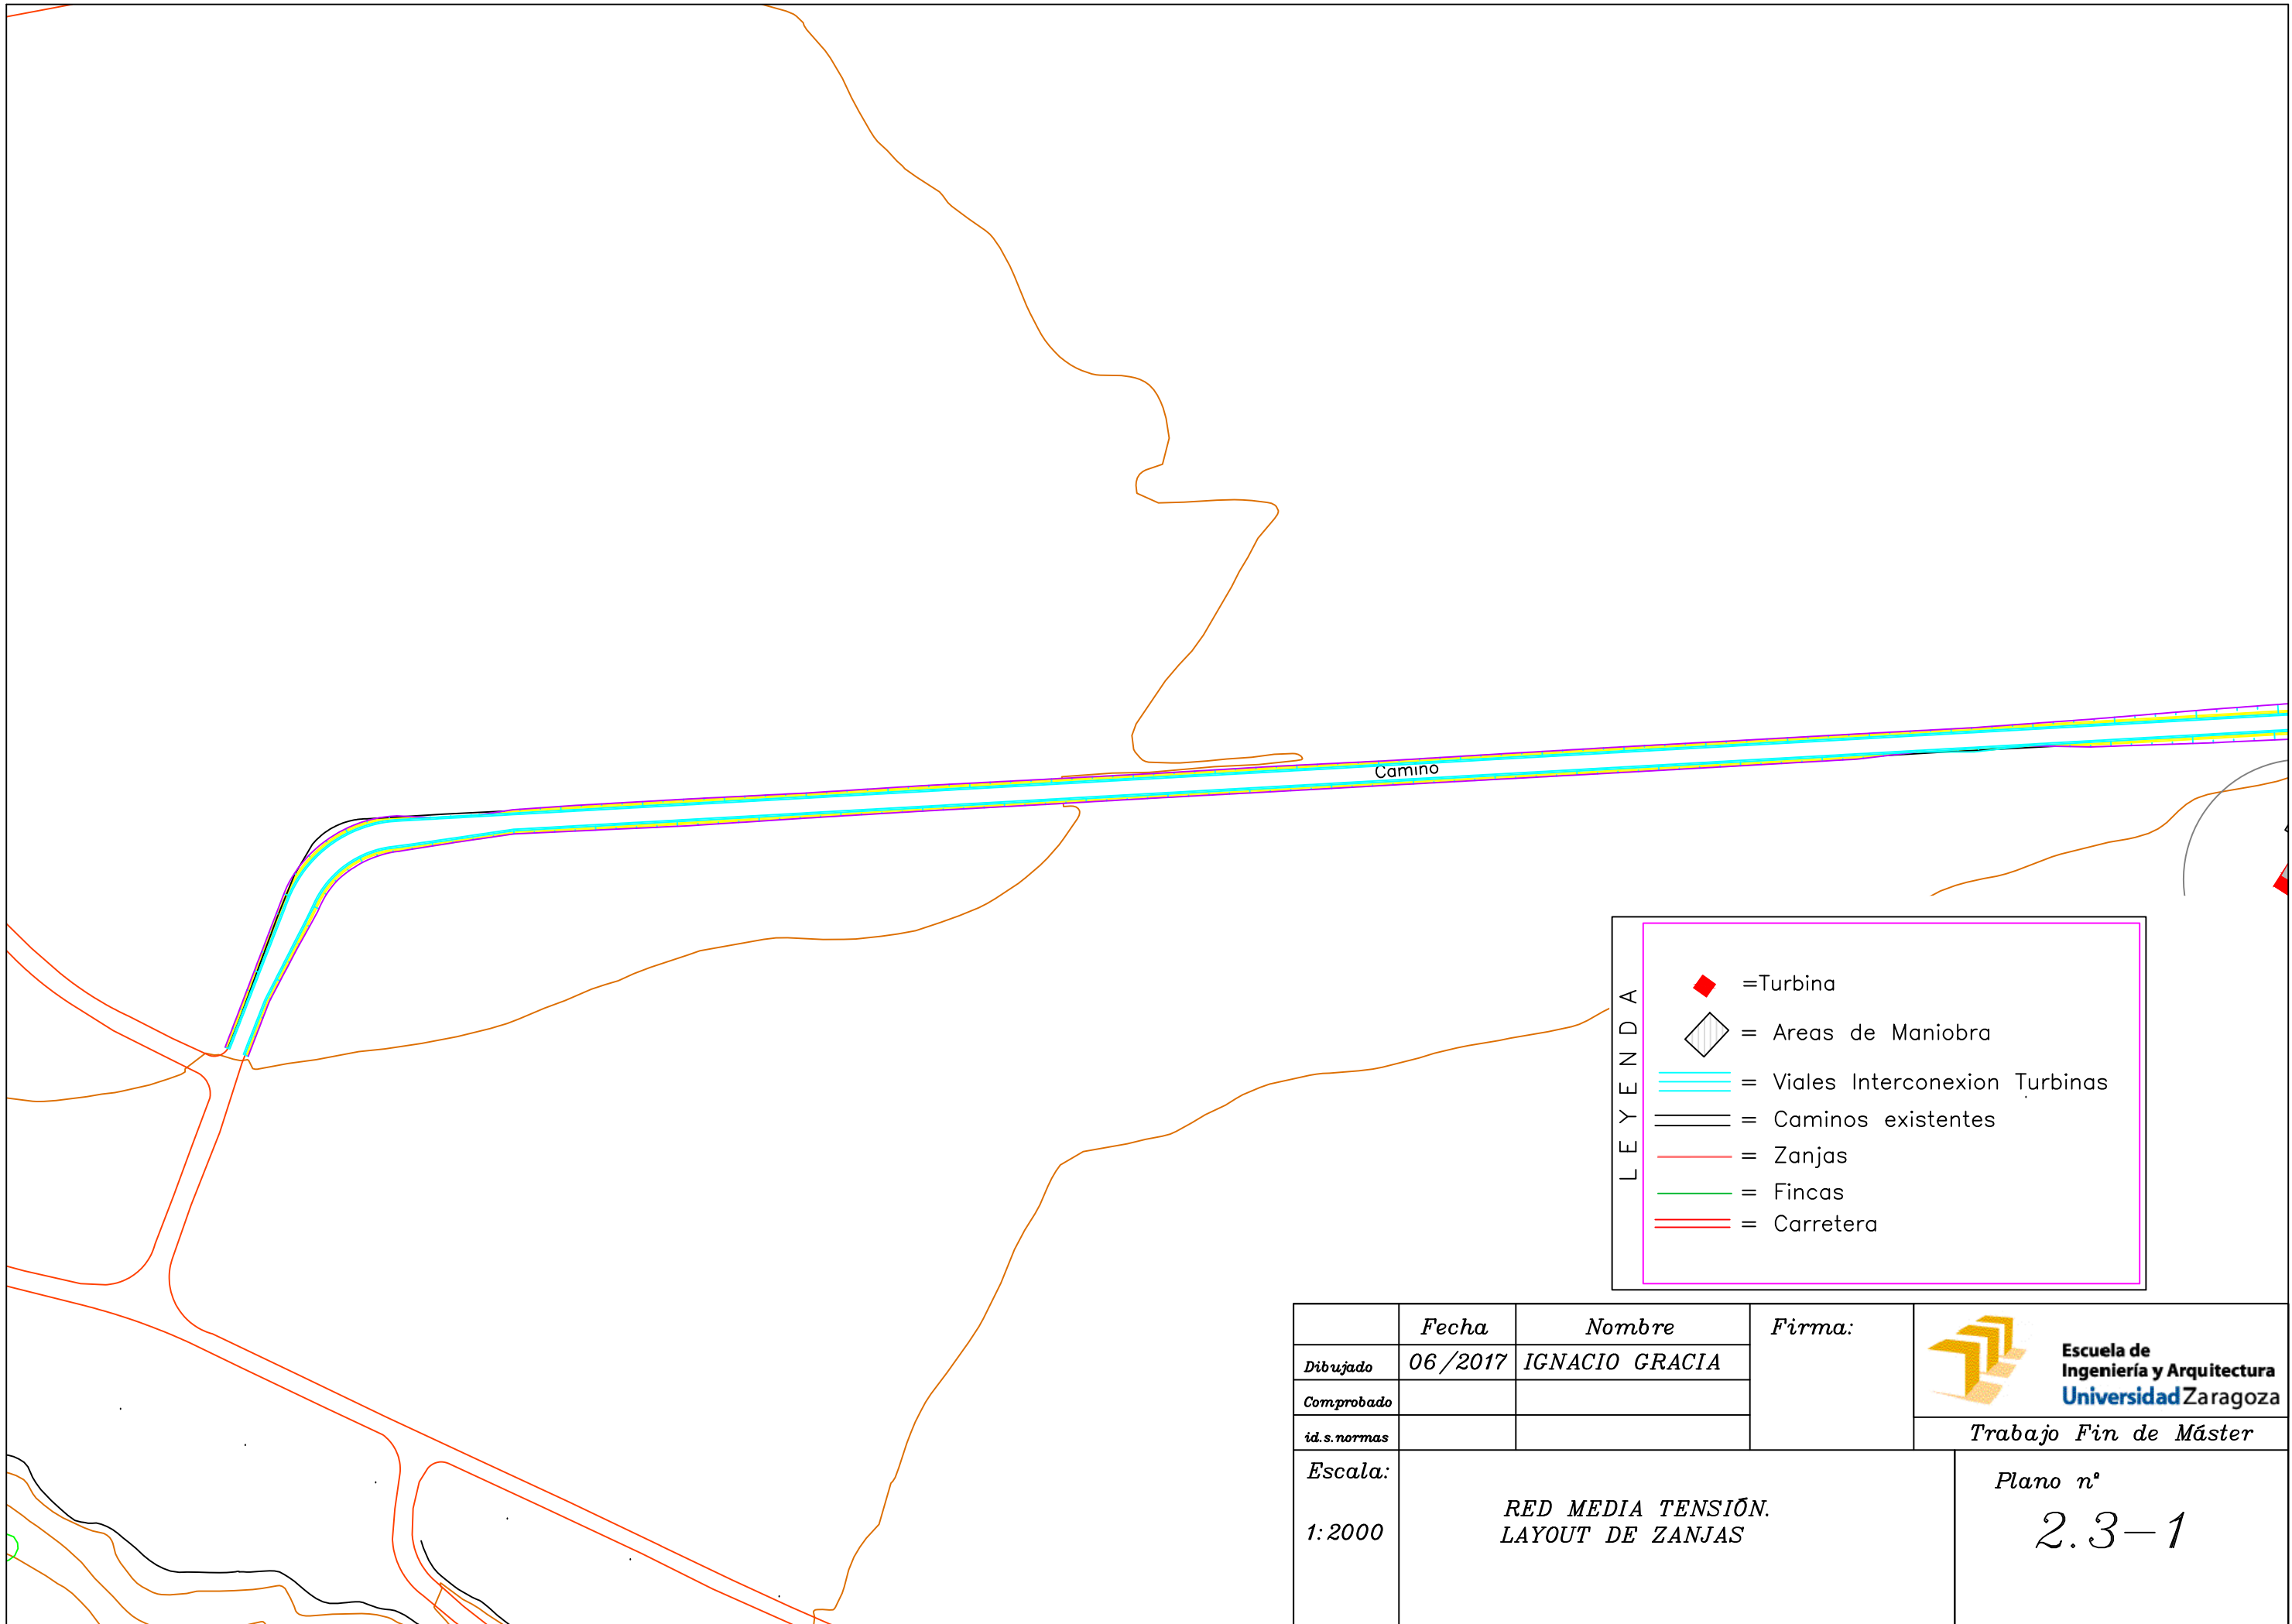 Camino
LEYENDA
=Turbina
= Areas de Maniobra
= Viales Interconexion Turbinas
= Caminos existentes
= Zanjas
= Fincas
= Carretera
Fecha Nombre Firma:
Dibujado 06/2017 IGNACIO GRACIA
Comprobado
id.s.normas
Escuela de
Ingeniería y Arquitectura
Universidad Zaragoza
Trabajo Fin de Máster
Escala:
1:2000
RED MEDIA TENSIÓN.
LAYOUT DE ZANJAS
Plano nº
2.3-1